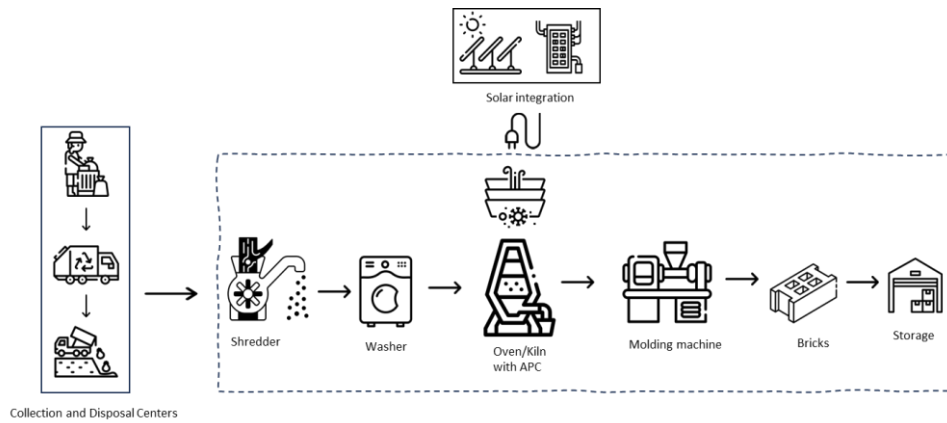 Solar integration
Shredder
Washer
Oven/Kiln
with APC
Molding machine
Bricks
Storage
Collection and Disposal Centers